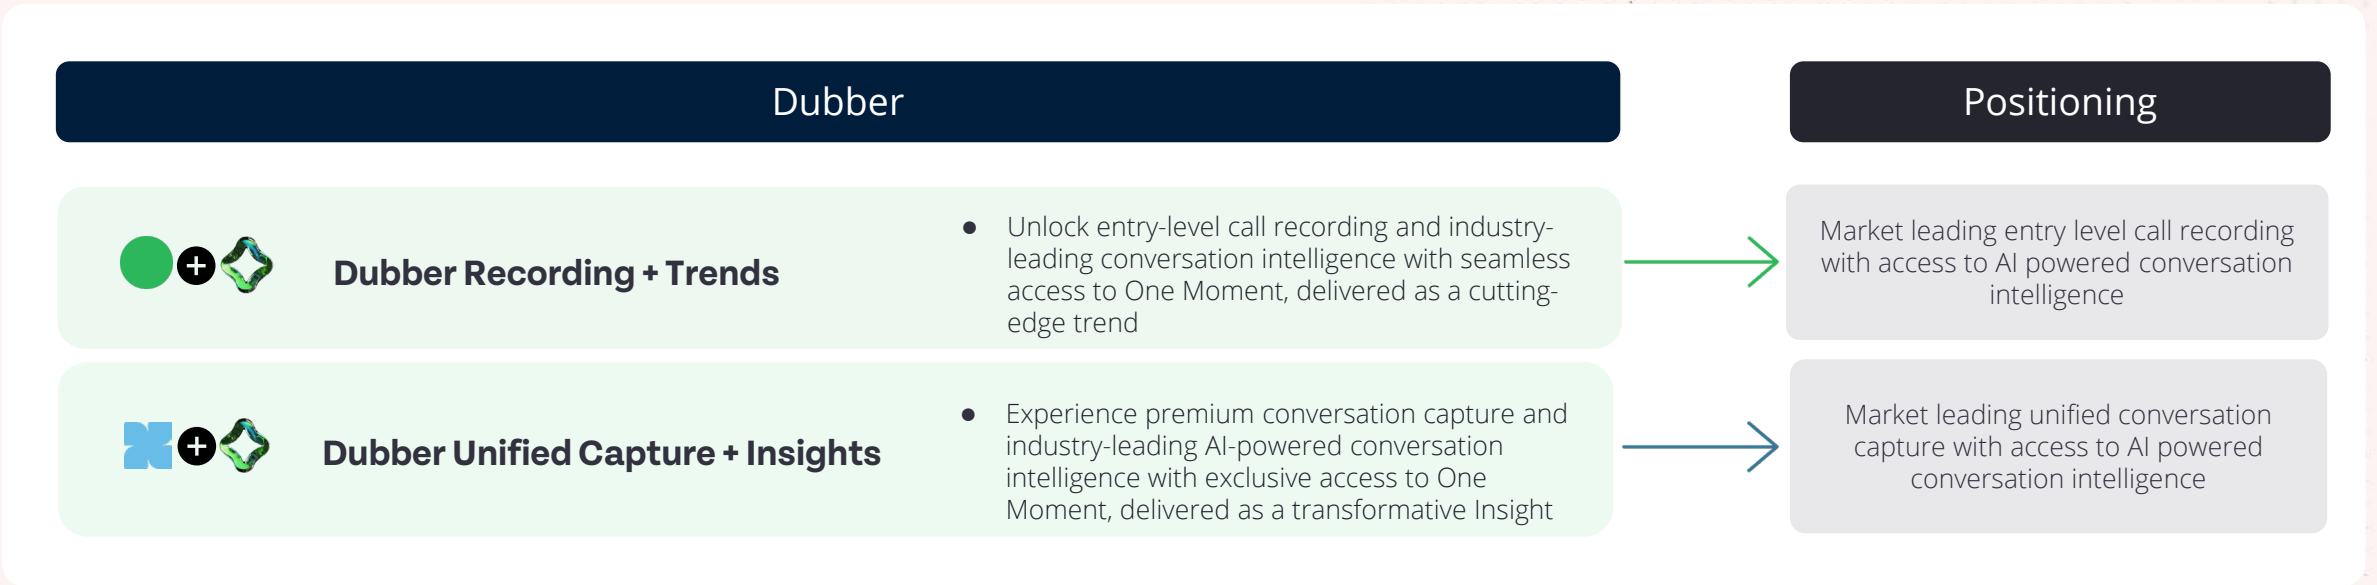 Dubber
Positioning
Dubber Recording + Trends
● Unlock entry-level call recording and industry-
leading conversation intelligence with seamless
access to One Moment, delivered as a cutting-
edge trend
Market leading entry level call recording
with access to AI powered conversation
intelligence
Dubber Unified Capture + Insights
● Experience premium conversation capture and
industry-leading AI-powered conversation
intelligence with exclusive access to One
Moment, delivered as a transformative Insight
Market leading unified conversation
capture with access to AI powered
conversation intelligence